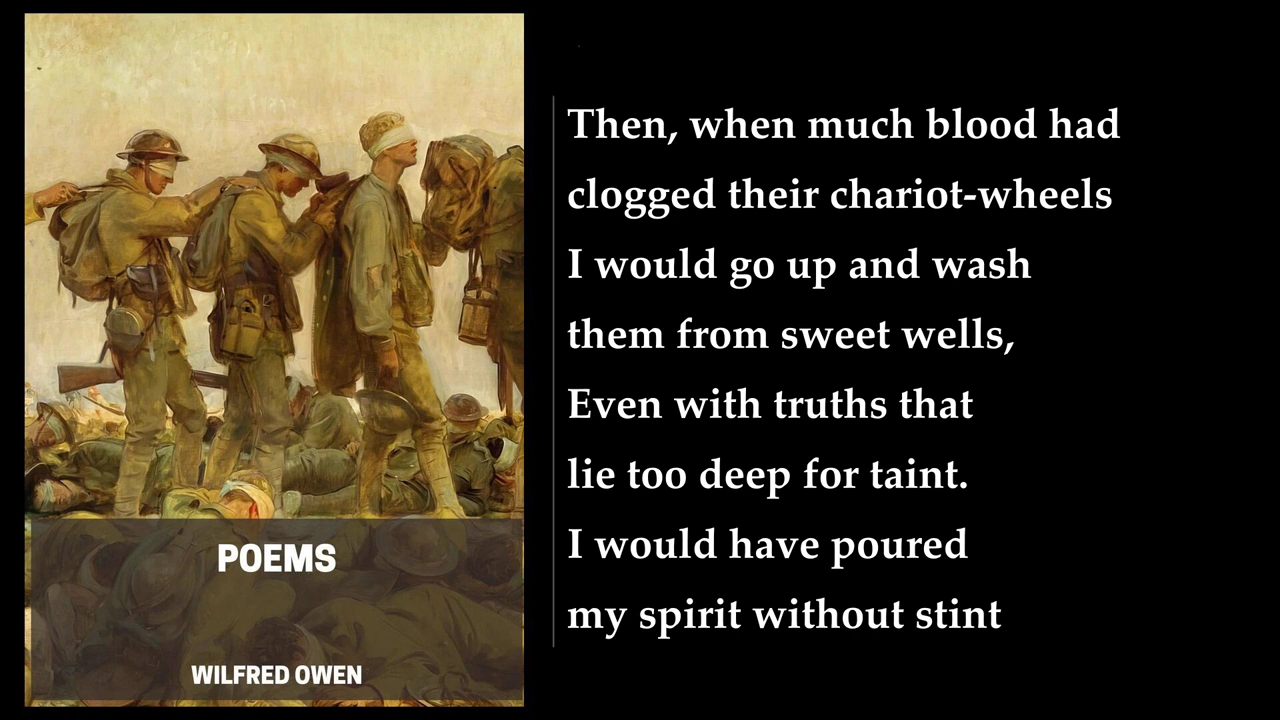 POEMS
WILFRED OWEN
Then, when much blood had
clogged their chariot-wheels
I would go up and wash
them from sweet wells,
Even with truths that
lie too deep for taint.
I would have poured
my spirit without stint